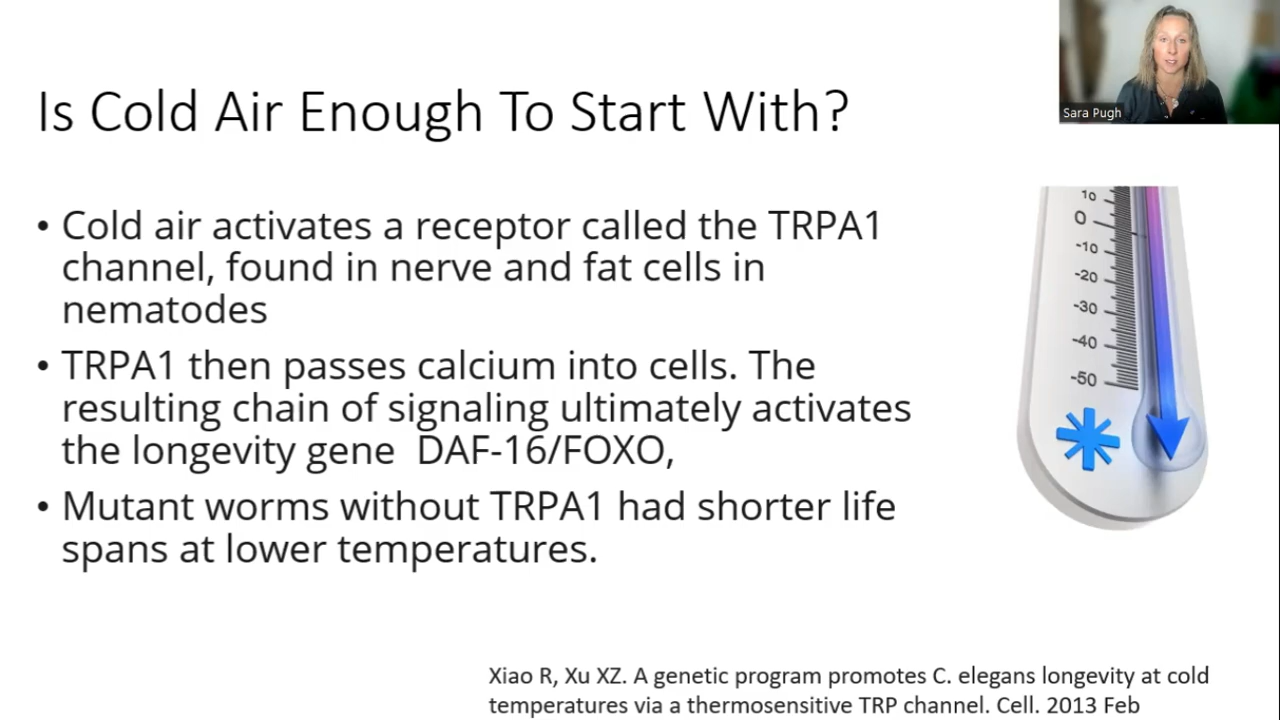 Sara Pugh
Is Cold Air Enough To Start With?
• Cold air activates a receptor called the TRPA1
channel, found in nerve and fat cells in
nematodes
• TRPA1 then passes calcium into cells. The
resulting chain of signaling ultimately activates
the longevity gene  DAF-16/FOXO,
• Mutant worms without TRPA1 had shorter life
spans at lower temperatures.
10
0
-10
-20
-30
-40
-50
Xiao R, Xu XZ. A genetic program promotes C. elegans longevity at cold
temperatures via a thermosensitive TRP channel. Cell. 2013 Feb